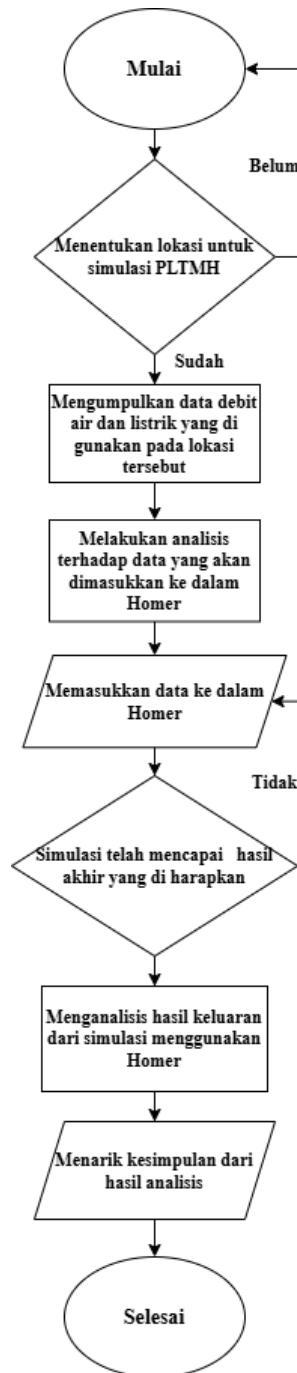 Mulai
Belum
Menentukan lokasi untuk
simulasi PLTMH
Sudah
Mengumpulkan data debit
air dan listrik yang di
gunakan pada lokasi
tersebut
Melakukan analisis
terhadap data yang akan
dimasukkan ke dalam
Homer
Memasukkan data ke dalam
Homer
Tidak
Simulasi telah mencapai hasil
akhir yang di harapkan
Menganalisis hasil keluaran
dari simulasi menggunakan
Homer
Menarik kesimpulan dari
hasil analisis
Selesai